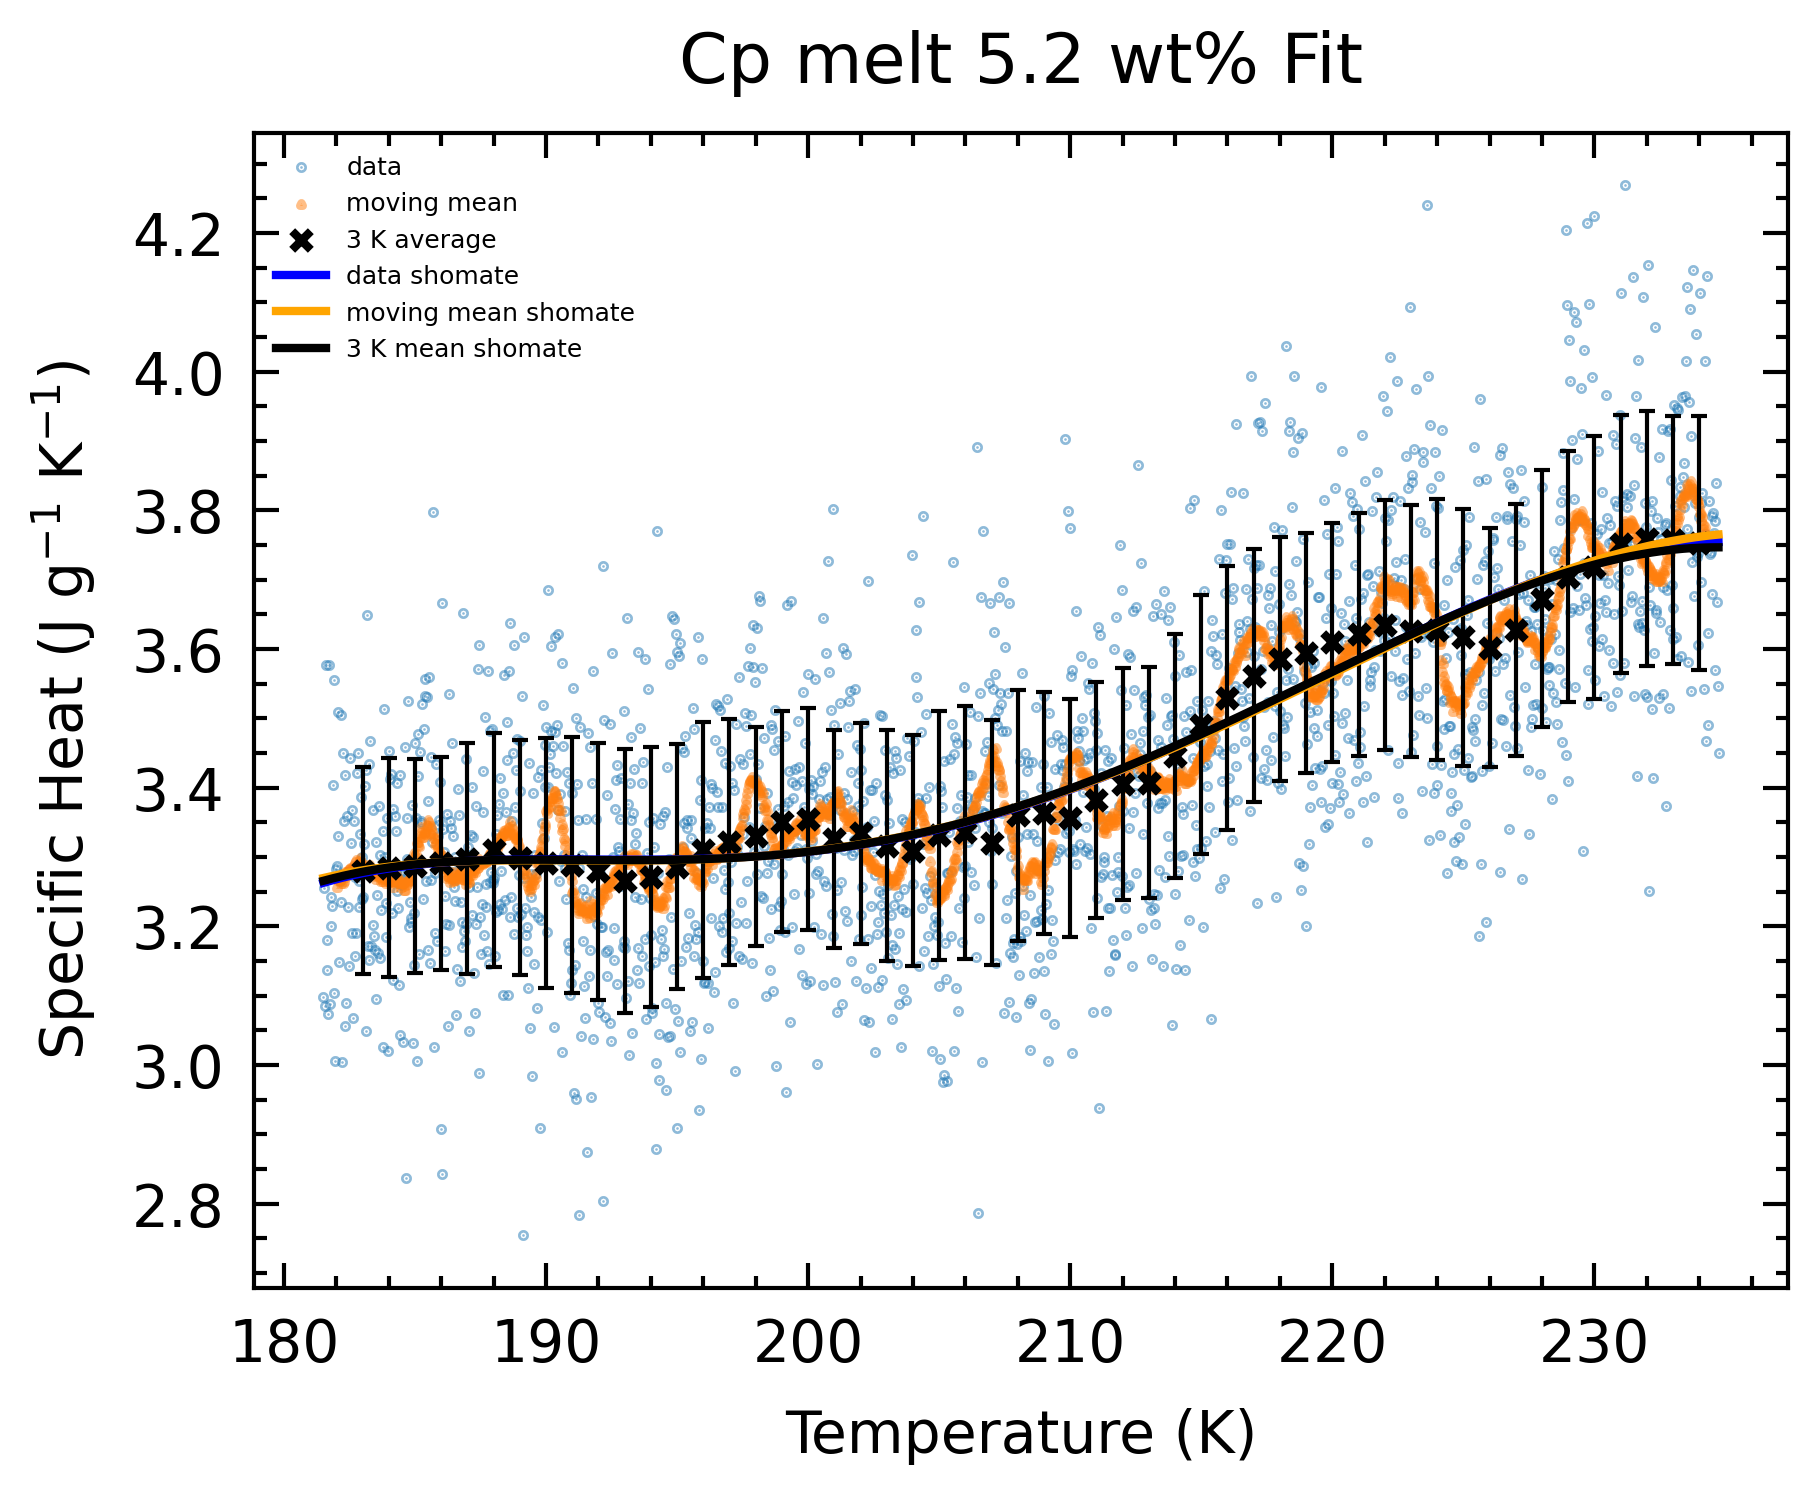 Cp melt 5.2 wt% Fit
data
moving mean
3 K average
data shomate
moving mean shomate
3 K mean shomate
4.2
4.0
3.8
3.6
3.4
3.2
3.0
2.8
Specific Heat (J g⁻¹ K⁻¹)
180 190 200 210 220 230
Temperature (K)